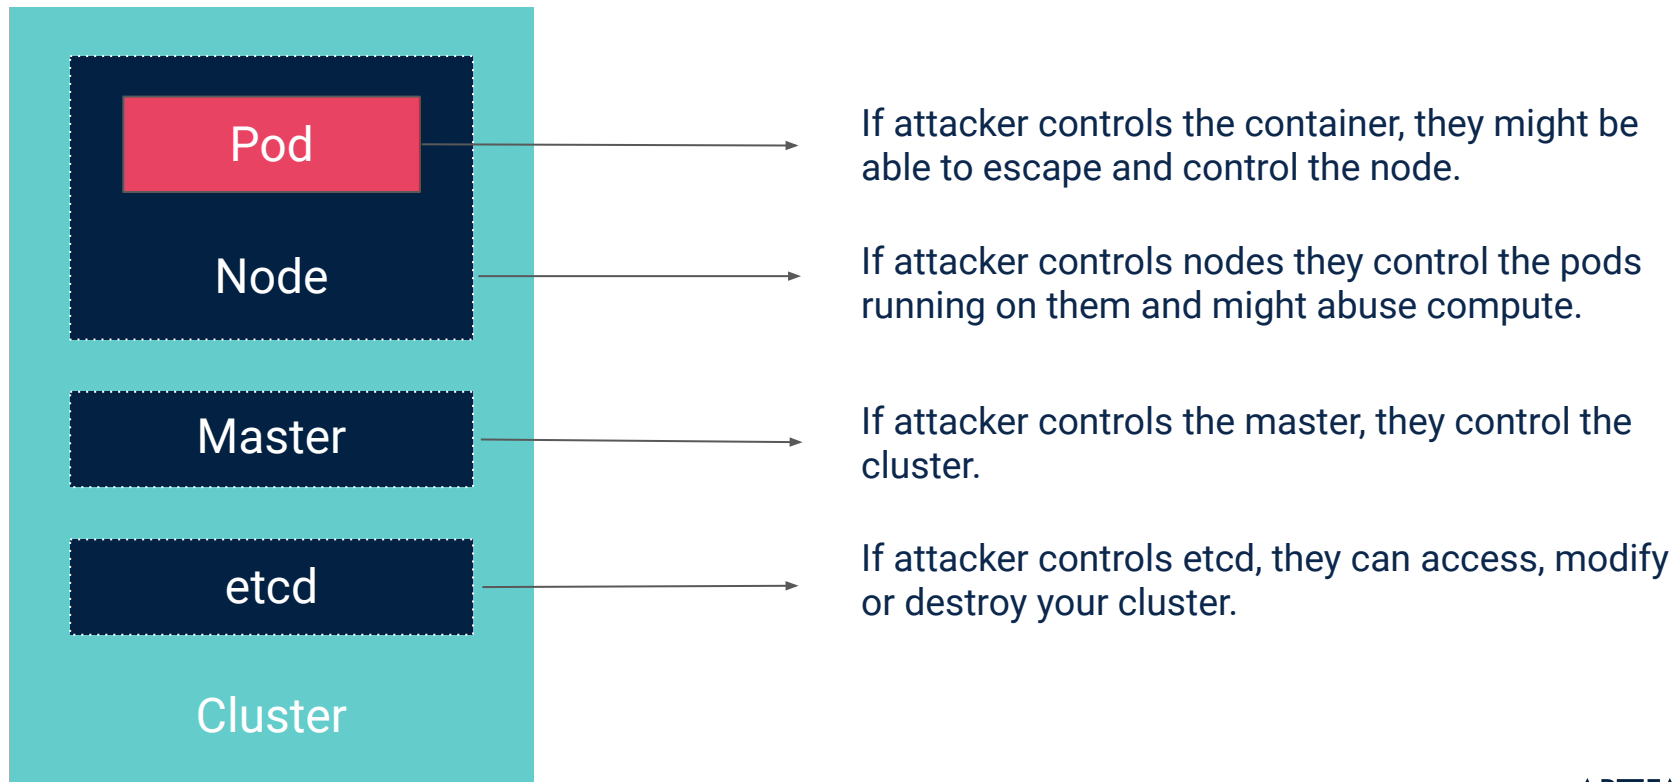 Pod
If attacker controls the container, they might be
able to escape and control the node.
Node
If attacker controls nodes they control the pods
running on them and might abuse compute.
Master
If attacker controls the master, they control the
cluster.
etcd
If attacker controls etcd, they can access, modify
or destroy your cluster.
Cluster